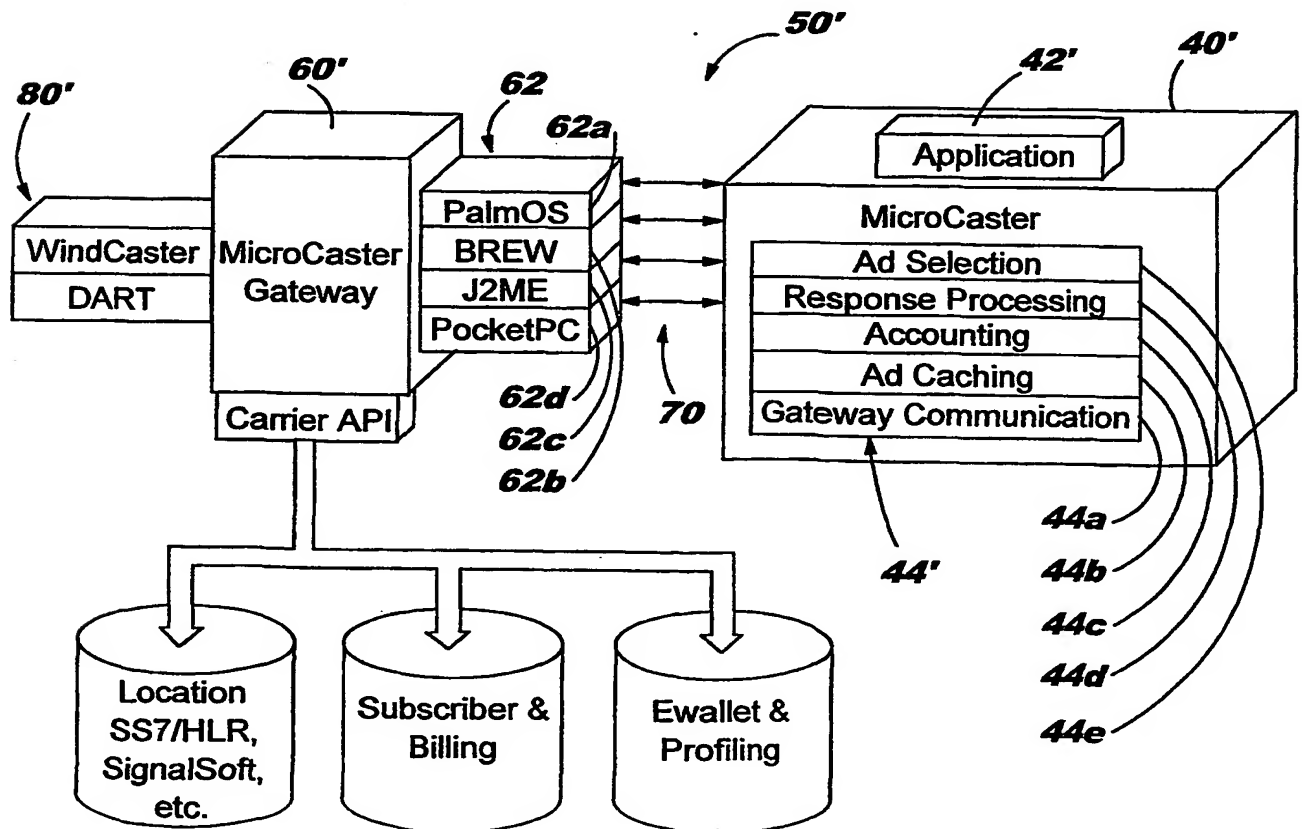 50'
80'
60'
62
62a
42'
40'
Application
WindCaster
DART
MicroCaster
Gateway
PalmOS
BREW
J2ME
PocketPC
MicroCaster
Ad Selection
Response Processing
Accounting
Ad Caching
Gateway Communication
Carrier API
62d
62c
62b
70
44'
44a
44b
44c
44d
44e
Location
SS7/HLR,
SignalSoft,
etc.
Subscriber &
Billing
Ewallet &
Profiling